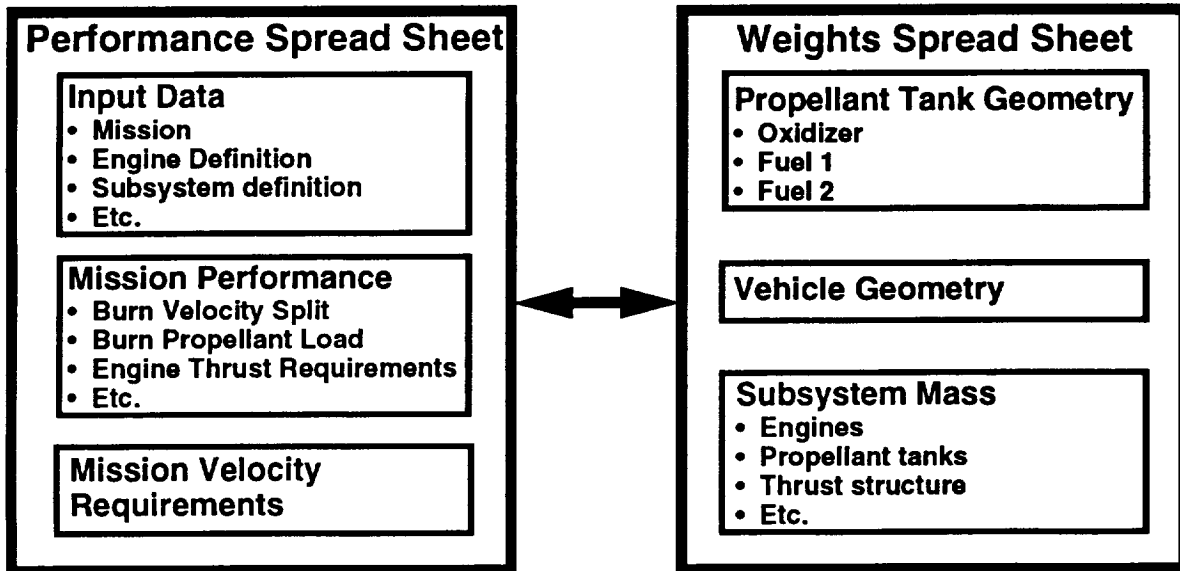 Performance Spread Sheet
Input Data
• Mission
• Engine Definition
• Subsystem definition
• Etc.
Mission Performance
• Burn Velocity Split
• Burn Propellant Load
• Engine Thrust Requirements
• Etc.
Mission Velocity
Requirements
Weights Spread Sheet
Propellant Tank Geometry
• Oxidizer
• Fuel 1
• Fuel 2
Vehicle Geometry
Subsystem Mass
• Engines
• Propellant tanks
• Thrust structure
• Etc.